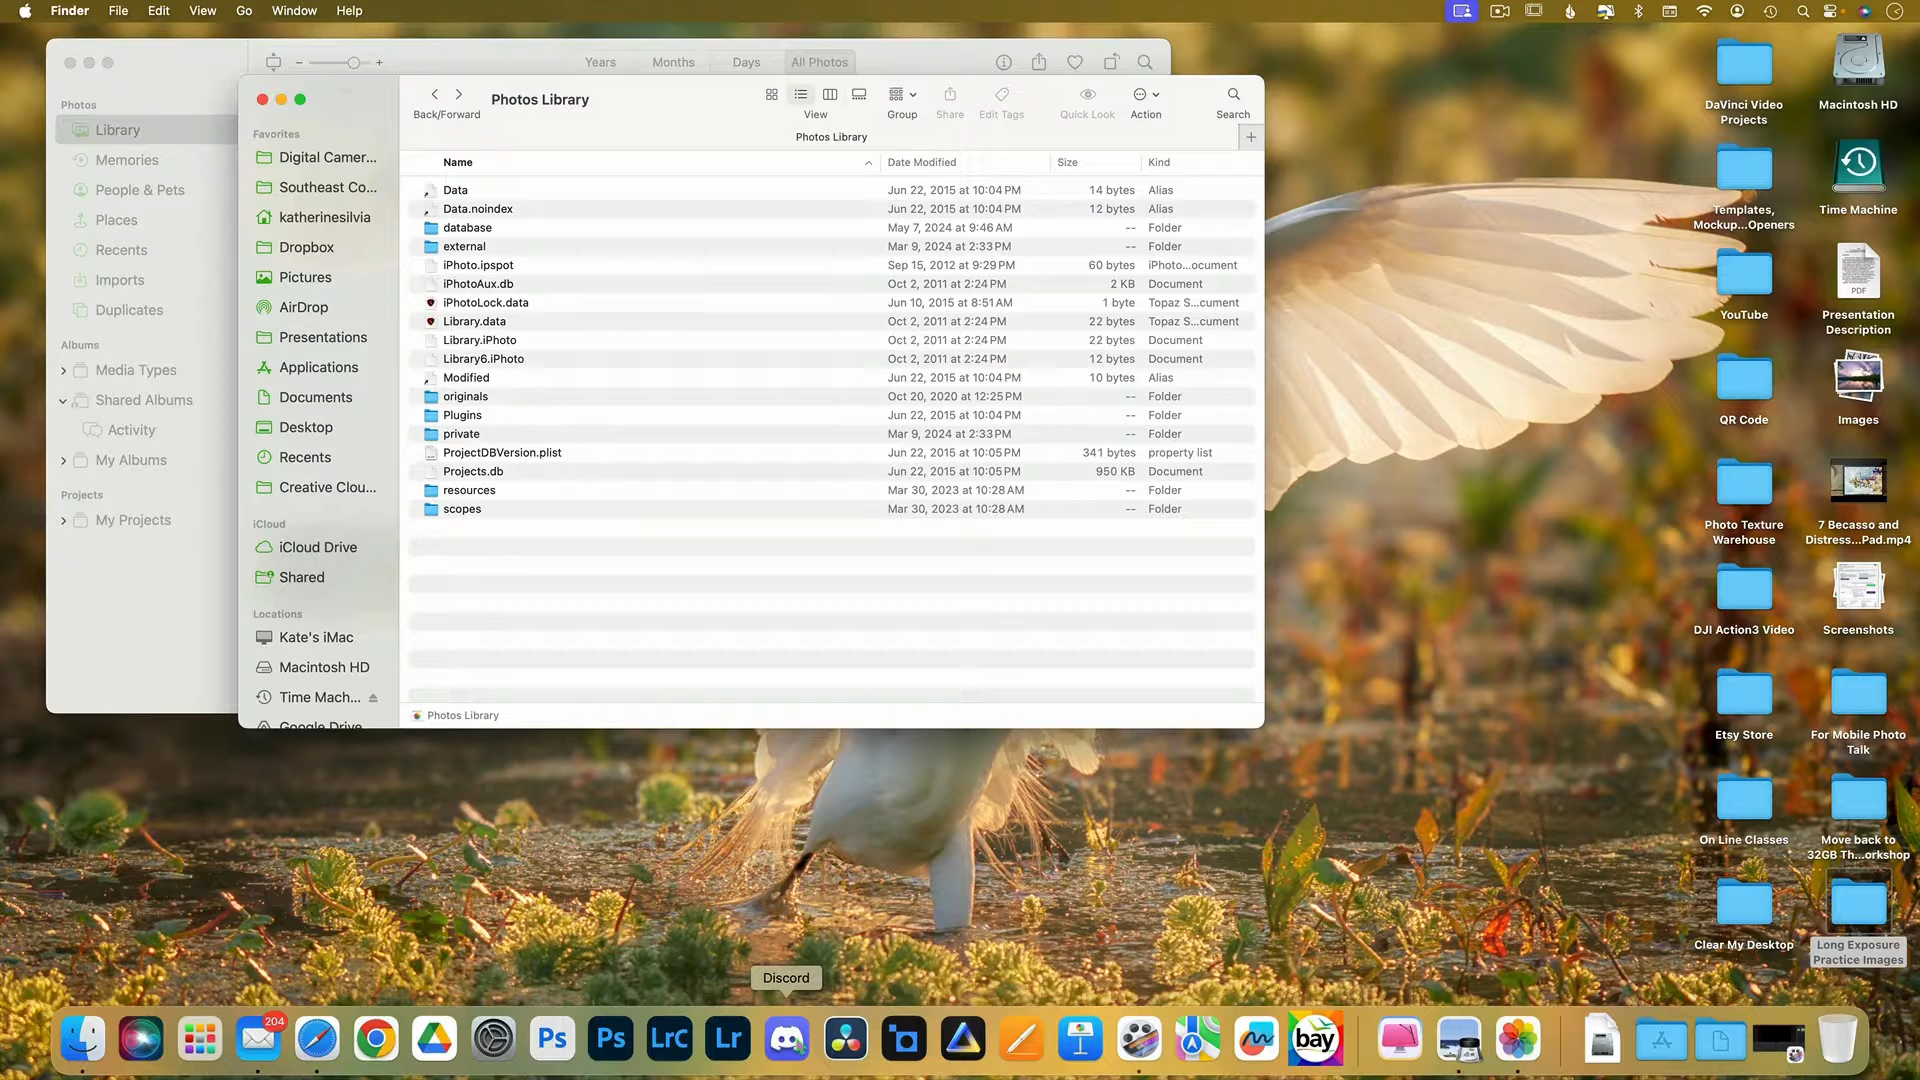 Finder File Edit View Go Window Help
Years Months Days All Photos
Photos
Library
Memories
People & Pets
Places
Recents
Imports
Duplicates
Albums
Media Types
Shared Albums
Activity
My Albums
Projects
My Projects
Back/Forward
Photos Library
View Group Share Edit Tags Quick Look Action Search
Photos Library
Favorites
Digital Camer...
Southeast Co...
katherinesilvia
Dropbox
Pictures
AirDrop
Presentations
Applications
Documents
Desktop
Recents
Creative Clou...
iCloud
iCloud Drive
Shared
Locations
Kate's iMac
Macintosh HD
Time Mach...
Google Drive
Name Date Modified Size Kind
Data Jun 22, 2015 at 10:04 PM 14 bytes Alias
Data.noindex Jun 22, 2015 at 10:04 PM 12 bytes Alias
database May 7, 2024 at 9:46 AM -- Folder
external Mar 9, 2024 at 2:33 PM -- Folder
iPhoto.ipspot Sep 15, 2012 at 9:29 PM 60 bytes iPhoto...ocument
iPhotoAux.db Oct 2, 2011 at 2:24 PM 2 KB Document
iPhotoLock.data Jun 10, 2015 at 8:51 AM 1 byte Topaz S...cument
Library.data Oct 2, 2011 at 2:24 PM 22 bytes Topaz S...cument
Library.iPhoto Oct 2, 2011 at 2:24 PM 22 bytes Document
Library6.iPhoto Oct 2, 2011 at 2:24 PM 12 bytes Document
Modified Jun 22, 2015 at 10:04 PM 10 bytes Alias
originals Oct 20, 2020 at 12:25 PM -- Folder
Plugins Jun 22, 2015 at 10:04 PM -- Folder
private Mar 9, 2024 at 2:33 PM -- Folder
ProjectDBVersion.plist Jun 22, 2015 at 10:05 PM 341 bytes property list
Projects.db Jun 22, 2015 at 10:05 PM 950 KB Document
resources Mar 30, 2023 at 10:28 AM -- Folder
scopes Mar 30, 2023 at 10:28 AM -- Folder
Photos Library
DaVinci Video
Projects
Macintosh HD
Templates,
Mockup...Openers
Time Machine
YouTube
PDF
Presentation
Description
QR Code
Images
Photo Texture
Warehouse
7 Becasso and
Distress...Pad.mp4
DJI Action3 Video
Screenshots
Etsy Store
For Mobile Photo
Talk
On Line Classes
Move back to
32GB Th...orkshop
Clear My Desktop
Long Exposure
Practice Images
Discord
204
Ps
Ps
LrC
Lr
bay